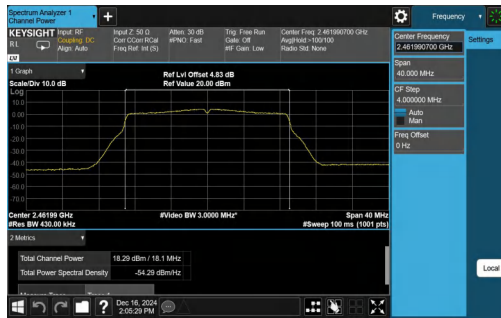 Spectrum Analyzer 1
Channel Power
Frequency
KEYSIGHT
RL
Input: RF
Coupling: DC
Align: Auto
Input Z: 50 Ω
Corr CCorr RCal
Freq Ref: Int (S)
Atten: 30 dB
#PNO: Fast
Trig: Free Run
Gate: Off
#IF Gain: Low
Center Freq: 2.461990700 GHz
Avg|Hold >100/100
Radio Std: None
Center Frequency
2.461990700 GHz
Settings
Span
40.000 MHz
CF Step
4.000000 MHz
Auto
Man
Freq Offset
0 Hz
LW
1 Graph
Scale/Div 10.0 dB
Ref Lvl Offset 4.83 dB
Ref Value 20.00 dBm
Log
10.0
0.00
-10.0
-20.0
-30.0
-40.0
-50.0
-60.0
-70.0
Center 2.46199 GHz
#Video BW 3.0000 MHz*
Span 40 MHz
#Res BW 430.00 kHz
#Sweep 100 ms (1001 pts)
2 Metrics
Total Channel Power
18.29 dBm / 18.1 MHz
Total Power Spectral Density
-54.29 dBm/Hz
Local
?
Dec 16, 2024
2:05:29 PM